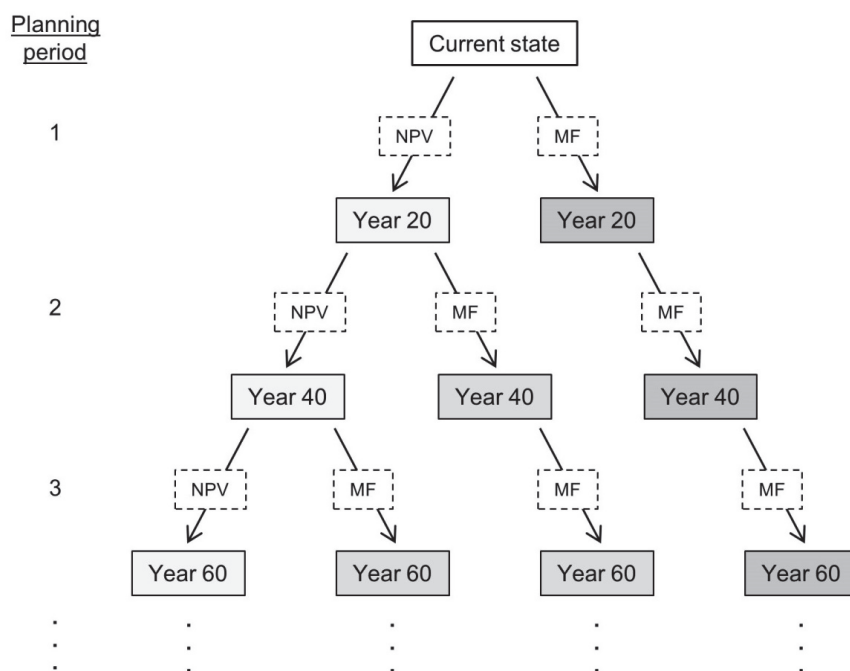 Planning
period
Current state
1
NPV
MF
Year 20
Year 20
2
NPV
MF
MF
Year 40
Year 40
Year 40
3
NPV
MF
MF
MF
Year 60
Year 60
Year 60
Year 60